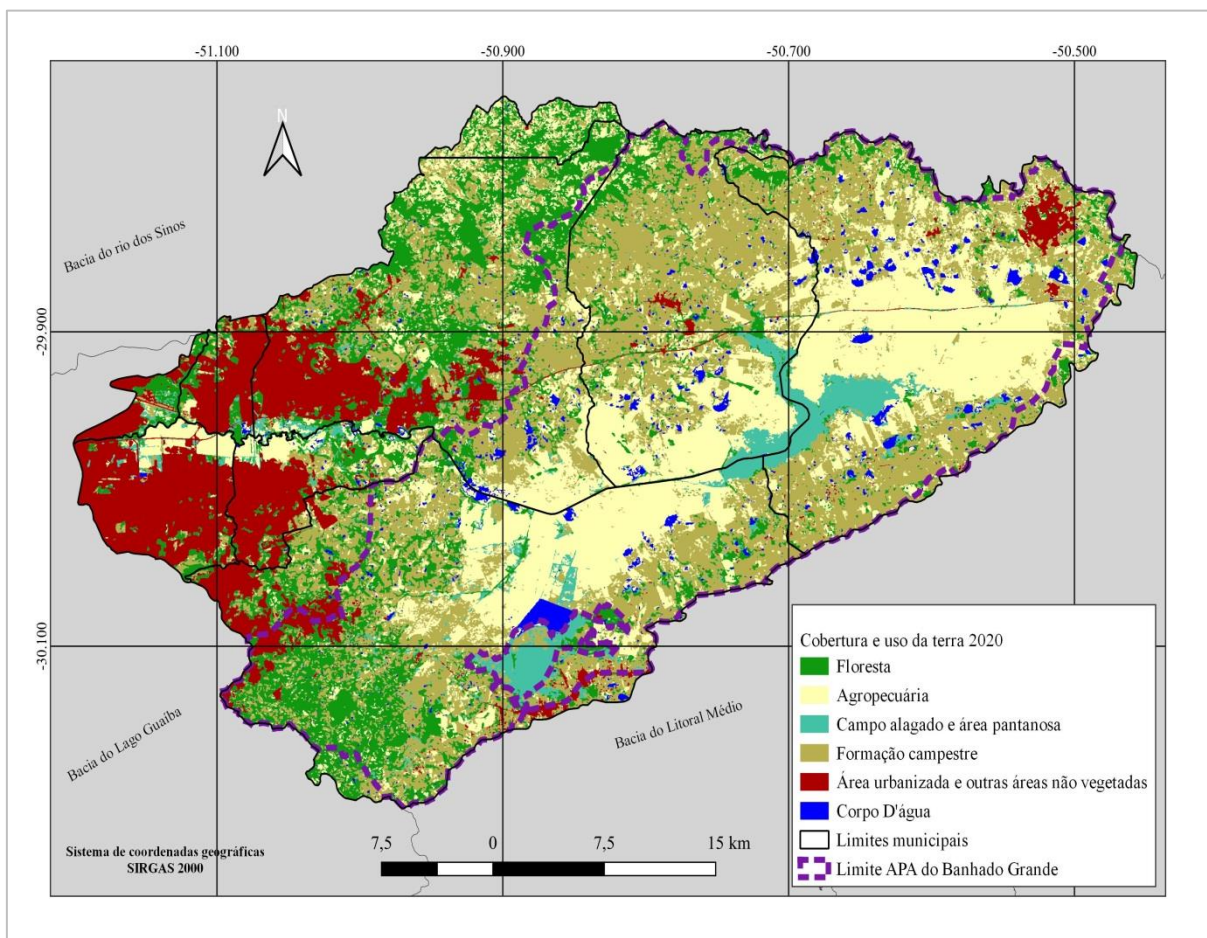 -51.100 -50.900 -50.700 -50.500
N
Bacia do rio dos Sinos
-29.900
-30.100
Bacia do Lago Guaíba
Bacia do Litoral Médio
Cobertura e uso da terra 2020
Floresta
Agropecuária
Campo alagado e área pantanosa
Formação campestre
Área urbanizada e outras áreas não vegetadas
Corpo D'água
Limites municipais
Limite APA do Banhado Grande
Sistema de coordenadas geográficas
SIRGAS 2000
7,5 0 7,5 15 km